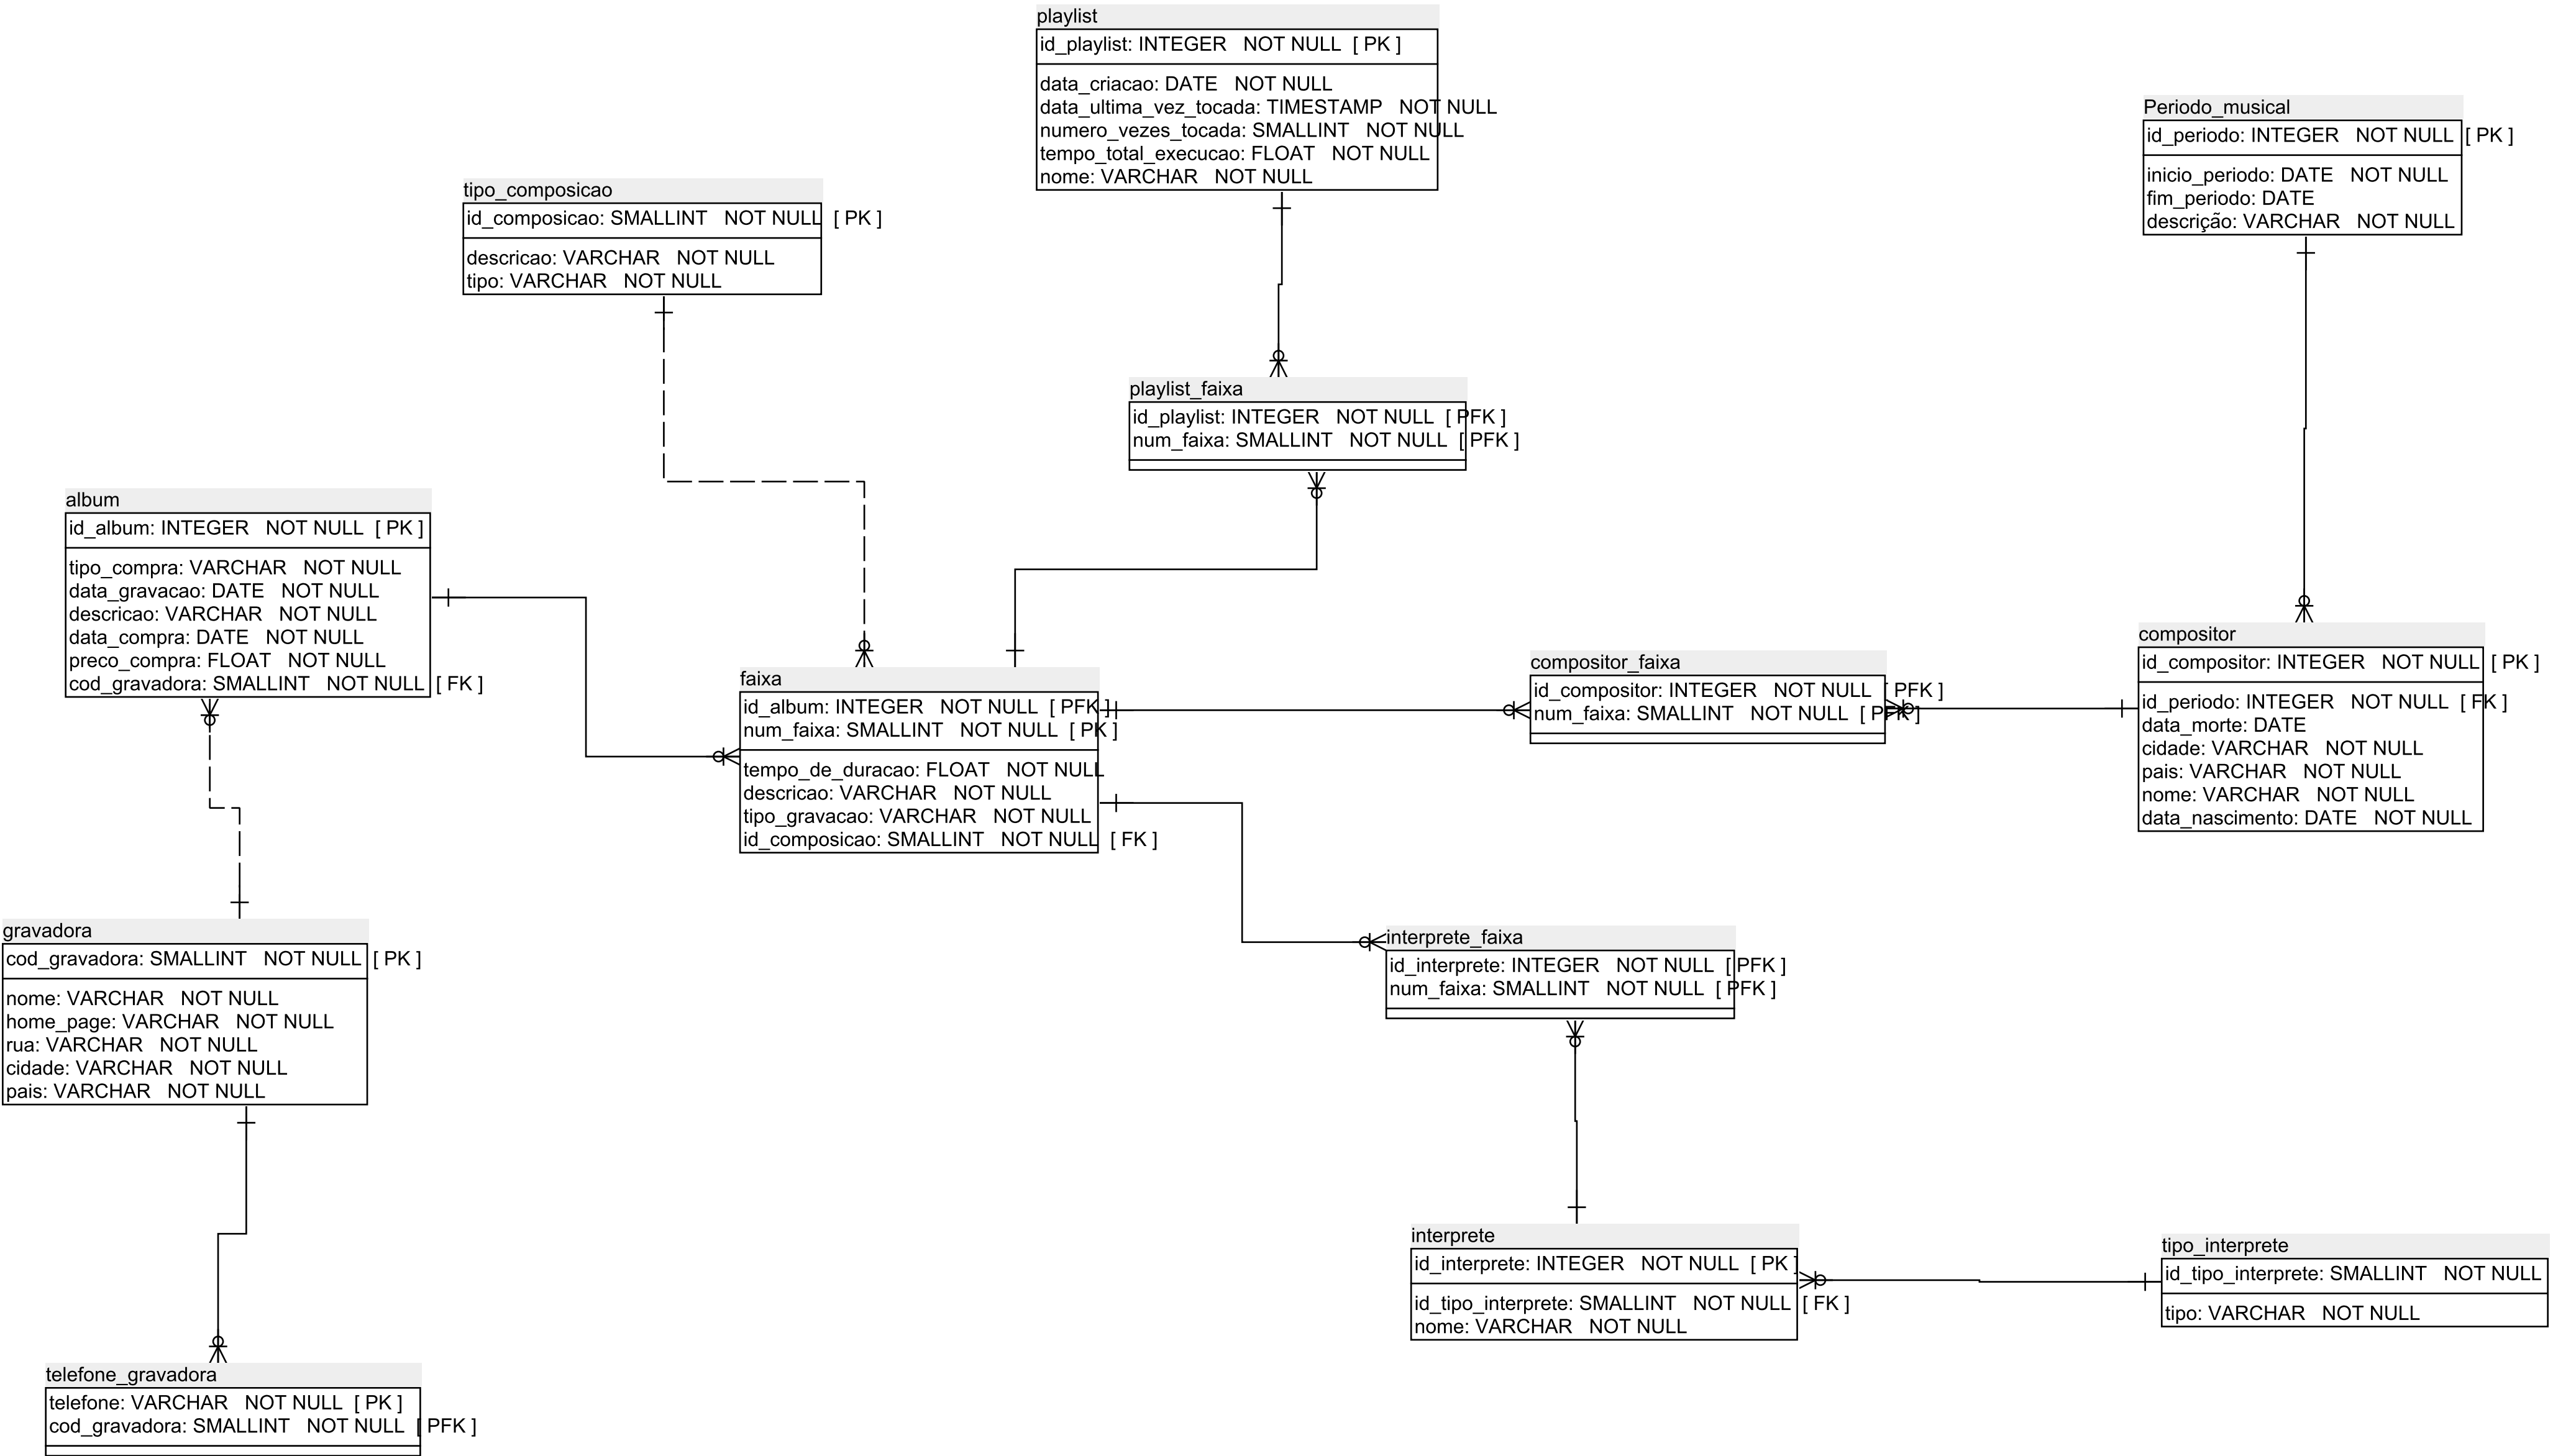 playlist
id_playlist: INTEGER NOT NULL [ PK ]
data_criacao: DATE NOT NULL
data_ultima_vez_tocada: TIMESTAMP NOT NULL
numero_vezes_tocada: SMALLINT NOT NULL
tempo_total_execucao: FLOAT NOT NULL
nome: VARCHAR NOT NULL
Periodo_musical
id_periodo: INTEGER NOT NULL [ PK ]
inicio_periodo: DATE NOT NULL
fim_periodo: DATE
descrição: VARCHAR NOT NULL
tipo_composicao
id_composicao: SMALLINT NOT NULL [ PK ]
descricao: VARCHAR NOT NULL
tipo: VARCHAR NOT NULL
playlist_faixa
id_playlist: INTEGER NOT NULL [ PFK ]
num_faixa: SMALLINT NOT NULL [ PFK ]
album
id_album: INTEGER NOT NULL [ PK ]
tipo_compra: VARCHAR NOT NULL
data_gravacao: DATE NOT NULL
descricao: VARCHAR NOT NULL
data_compra: DATE NOT NULL
preco_compra: FLOAT NOT NULL
cod_gravadora: SMALLINT NOT NULL [ FK ]
faixa
id_album: INTEGER NOT NULL [ PFK ]
num_faixa: SMALLINT NOT NULL [ PK ]
tempo_de_duracao: FLOAT NOT NULL
descricao: VARCHAR NOT NULL
tipo_gravacao: VARCHAR NOT NULL
id_composicao: SMALLINT NOT NULL [ FK ]
compositor_faixa
id_compositor: INTEGER NOT NULL [ PFK ]
num_faixa: SMALLINT NOT NULL [ PFK ]
compositor
id_compositor: INTEGER NOT NULL [ PK ]
id_periodo: INTEGER NOT NULL [ FK ]
data_morte: DATE
cidade: VARCHAR NOT NULL
pais: VARCHAR NOT NULL
nome: VARCHAR NOT NULL
data_nascimento: DATE NOT NULL
gravadora
cod_gravadora: SMALLINT NOT NULL [ PK ]
nome: VARCHAR NOT NULL
home_page: VARCHAR NOT NULL
rua: VARCHAR NOT NULL
cidade: VARCHAR NOT NULL
pais: VARCHAR NOT NULL
interprete_faixa
id_interprete: INTEGER NOT NULL [ PFK ]
num_faixa: SMALLINT NOT NULL [ PFK ]
interprete
id_interprete: INTEGER NOT NULL [ PK ]
id_tipo_interprete: SMALLINT NOT NULL [ FK ]
nome: VARCHAR NOT NULL
tipo_interprete
id_tipo_interprete: SMALLINT NOT NULL
tipo: VARCHAR NOT NULL
telefone_gravadora
telefone: VARCHAR NOT NULL [ PK ]
cod_gravadora: SMALLINT NOT NULL [ PFK ]